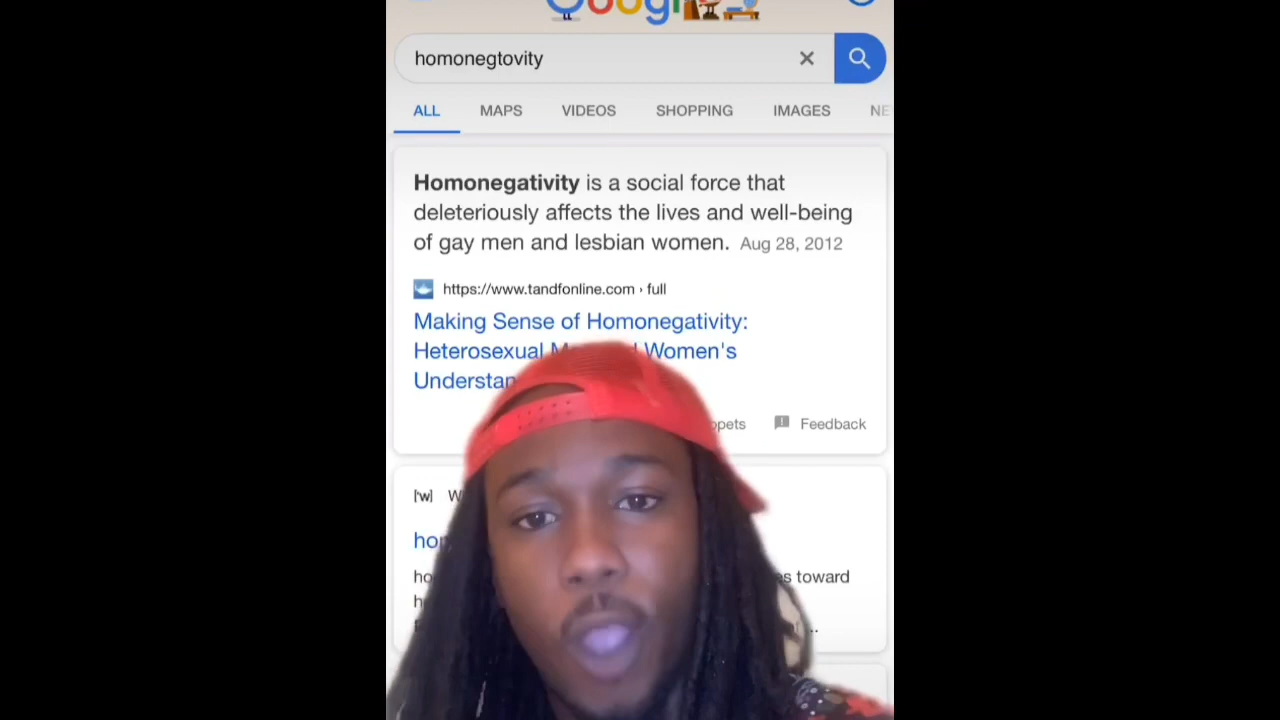 homonegtovity
ALL MAPS VIDEOS SHOPPING IMAGES NE
Homonegativity is a social force that
deleteriously affects the lives and well-being
of gay men and lesbian women. Aug 28, 2012
https://www.tandfonline.com › full
Making Sense of Homonegativity:
Heterosexual Women's
Understan
Feedback
[w] W
toward